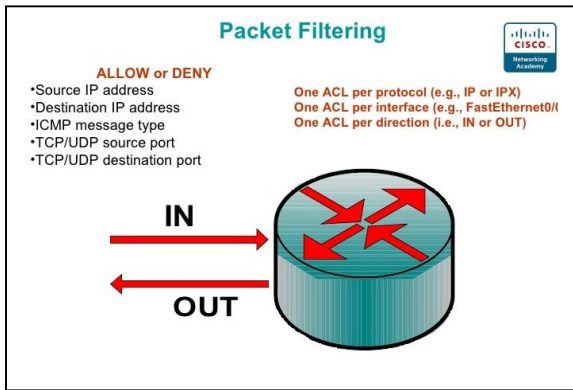 Packet Filtering
CISCO
Networking
Academy
ALLOW or DENY
•Source IP address
•Destination IP address
•ICMP message type
•TCP/UDP source port
•TCP/UDP destination port
One ACL per protocol (e.g., IP or IPX)
One ACL per interface (e.g., FastEthernet0/
One ACL per direction (i.e., IN or OUT)
IN
OUT